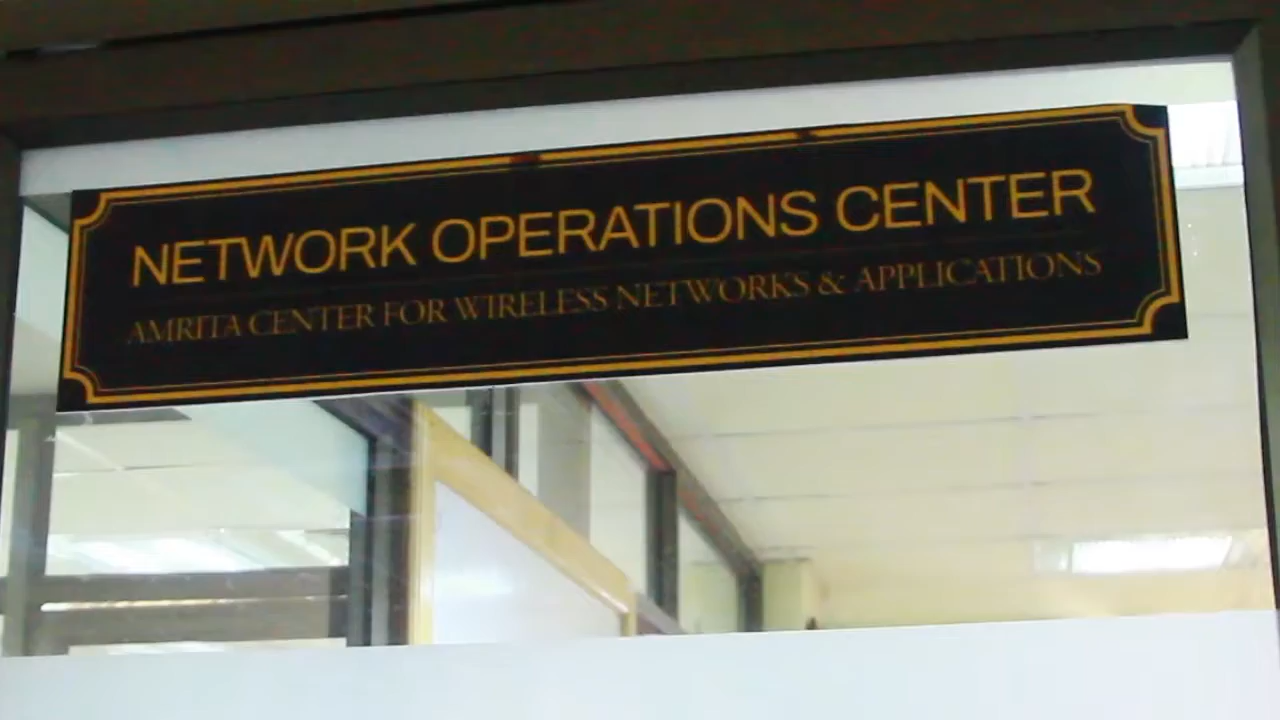 NETWORK OPERATIONS CENTER
AMRITA CENTER FOR WIRELESS NETWORKS & APPLICATIONS